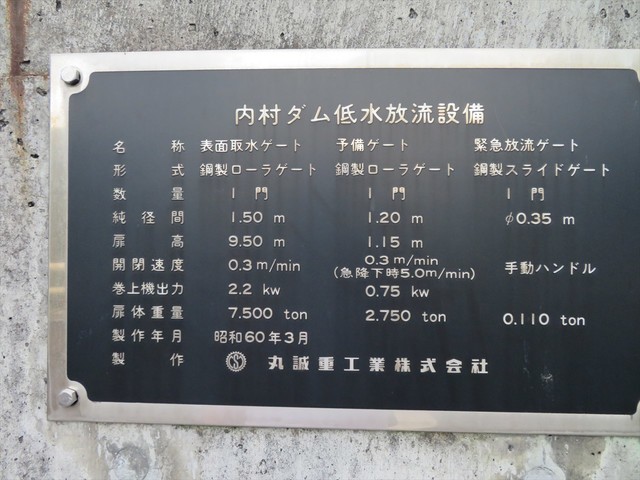 内村ダム低水放流設備
名称 表面取水ゲート 予備ゲート 緊急放流ゲート
形式 鋼製ローラゲート 鋼製ローラゲート 鋼製スライドゲート
数量 1門 1門 1門
純径間 1.50 m 1.20 m φ0.35 m
扉高 9.50 m 1.15 m
開閉速度 0.3m/min 0.3m/min (急降下時5.0m/min) 手動ハンドル
巻上機出力 2.2 kw 0.75 kw
扉体重量 7.500 ton 2.750 ton 0.110 ton
製作年月 昭和60年3月
製作 丸誠重工業株式会社